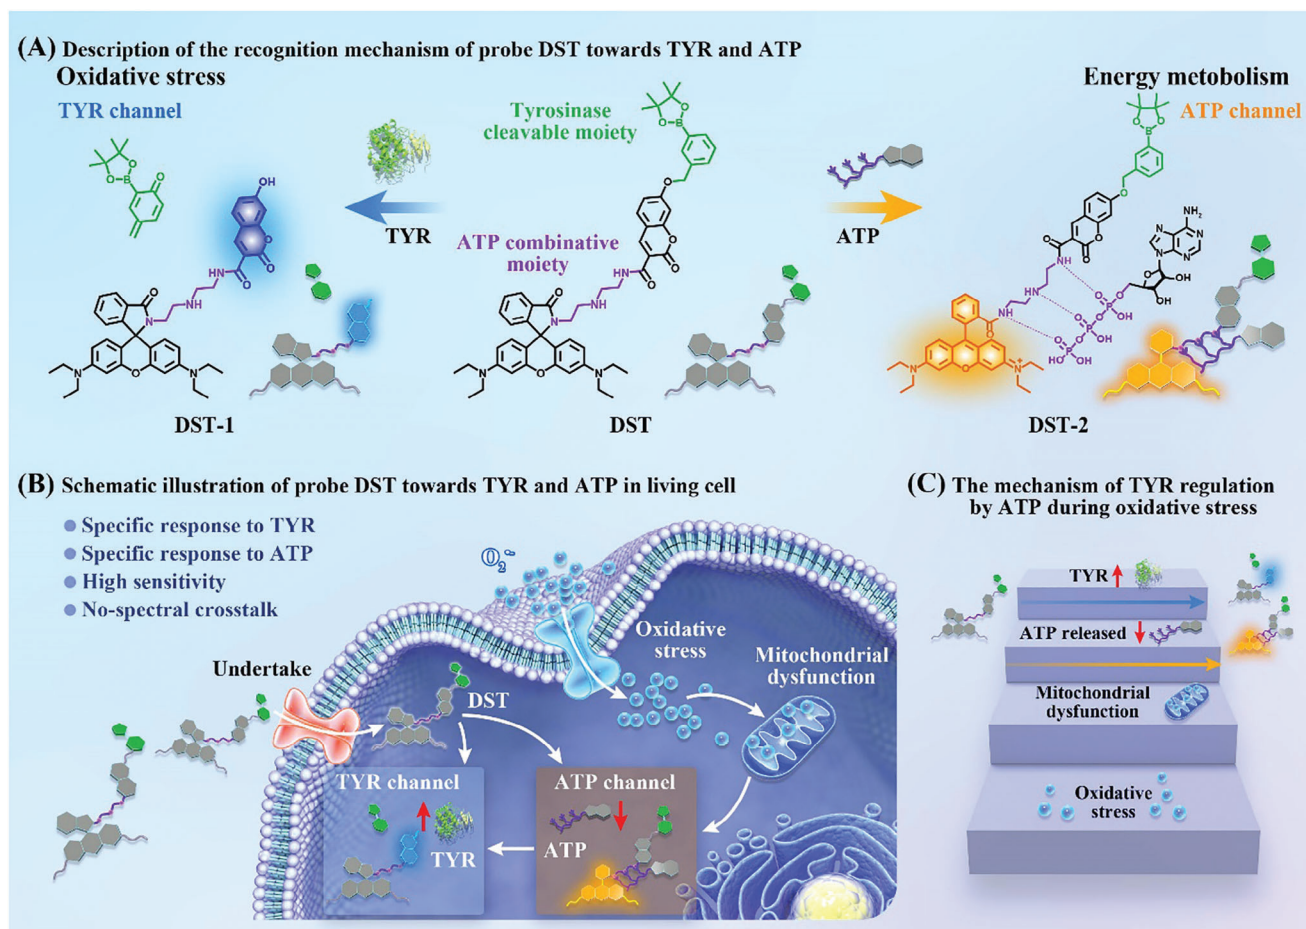 (A) Description of the recognition mechanism of probe DST towards TYR and ATP
Oxidative stress
TYR channel
Tyrosinase
cleavable moiety
Energy metobolism
ATP channel
TYR
ATP
ATP combinative
moiety
DST-1
DST
DST-2
(B) Schematic illustration of probe DST towards TYR and ATP in living cell
Specific response to TYR
Specific response to ATP
High sensitivity
No-spectral crosstalk
O₂·⁻
Undertake
DST
Oxidative
stress
Mitochondrial
dysfunction
TYR channel
TYR
ATP channel
ATP
(C) The mechanism of TYR regulation
by ATP during oxidative stress
TYR
ATP released
Mitochondrial
dysfunction
Oxidative
stress